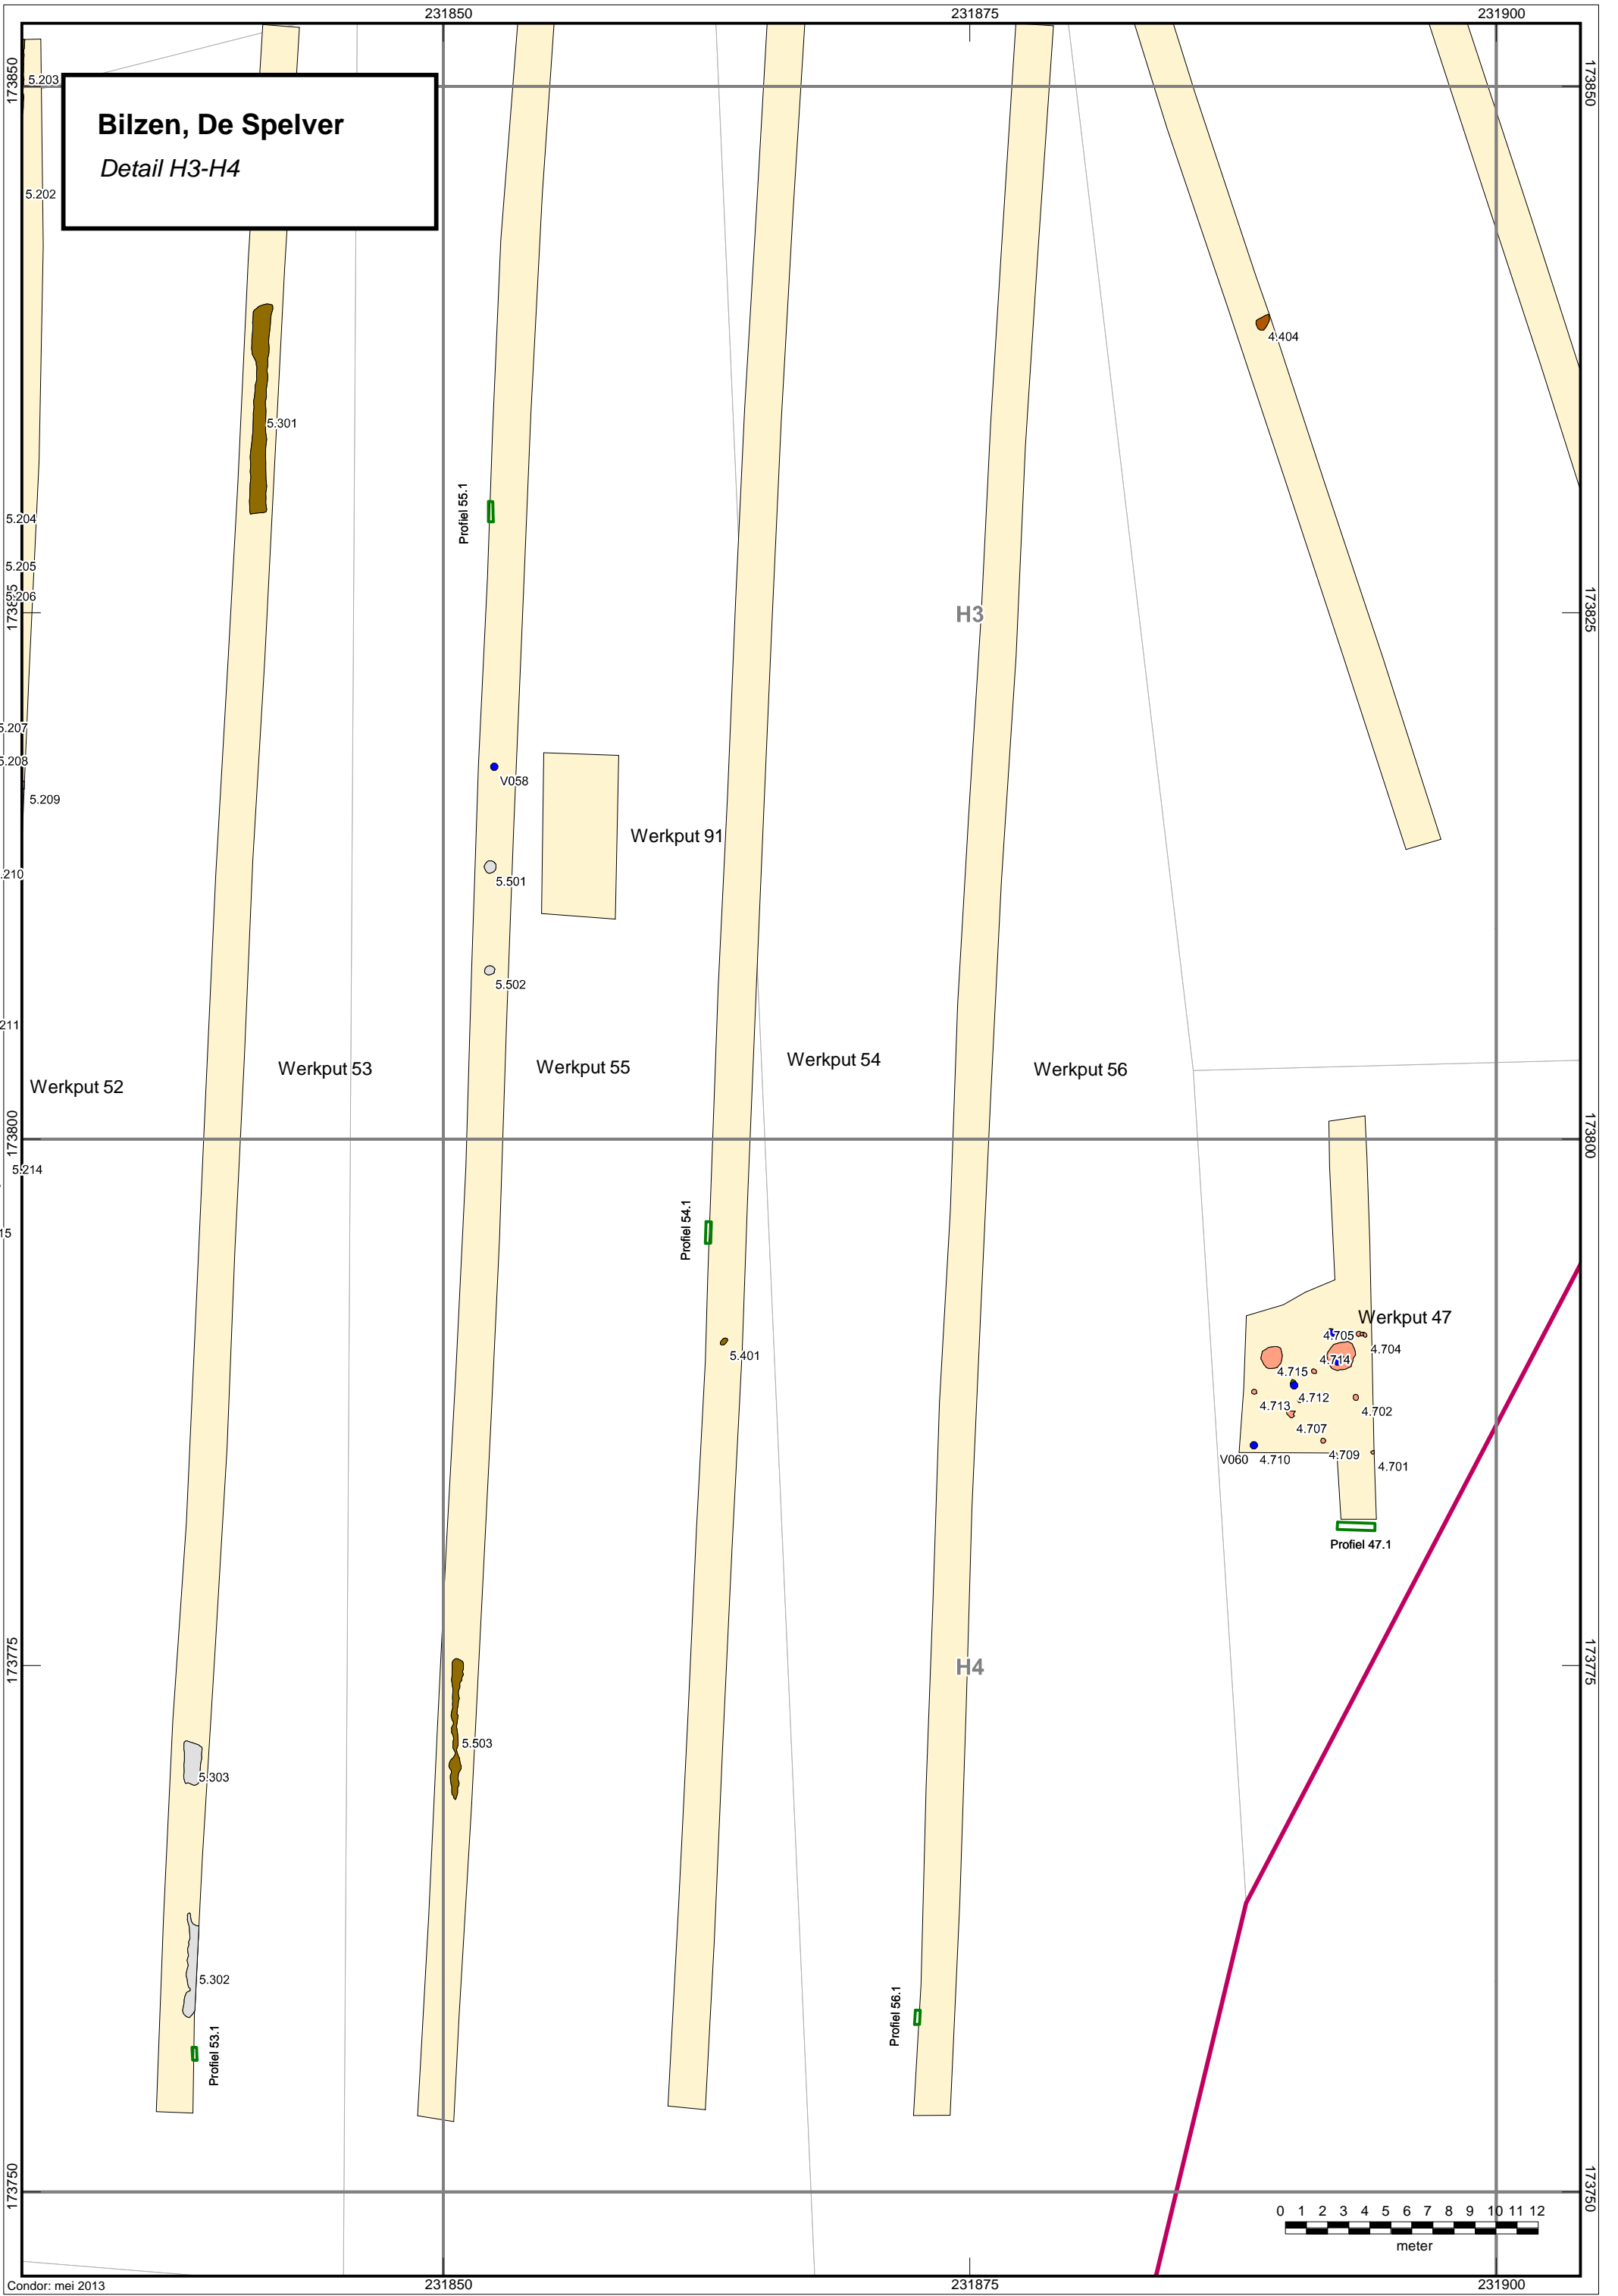 231850
231875
231900
173850
173850
5.203
Bilzen, De Spelver
Detail H3-H4
5.202
4.404
5.301
Profiel 55.1
5.204
5.205
5.206
173825
H3
5.207
5.208
V058
5.209
Werkput 91
.210
5.501
5.502
211
Werkput 53
Werkput 55
Werkput 54
Werkput 56
Werkput 52
173800
173800
5.214
15
Profiel 54.1
Werkput 47
4.705
4.704
5.401
4.714
4.715
4.712
4.713
4.702
4.707
4.709
V060
4.710
4.701
Profiel 47.1
173775
173775
H4
5.503
5.303
5.302
Profiel 56.1
Profiel 53.1
173750
173750
0 1 2 3 4 5 6 7 8 9 10 11 12
meter
Condor: mei 2013
231850
231875
231900